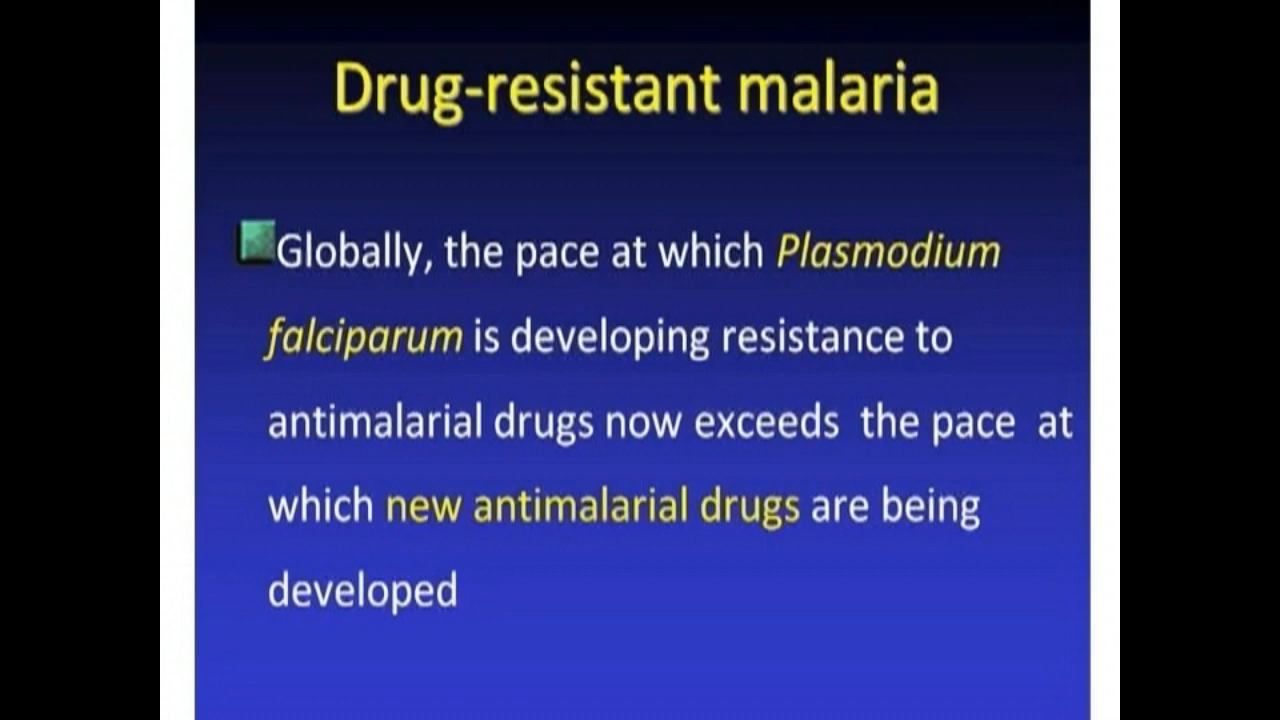 Drug-resistant malaria
Globally, the pace at which Plasmodium
falciparum is developing resistance to
antimalarial drugs now exceeds the pace at
which new antimalarial drugs are being
developed